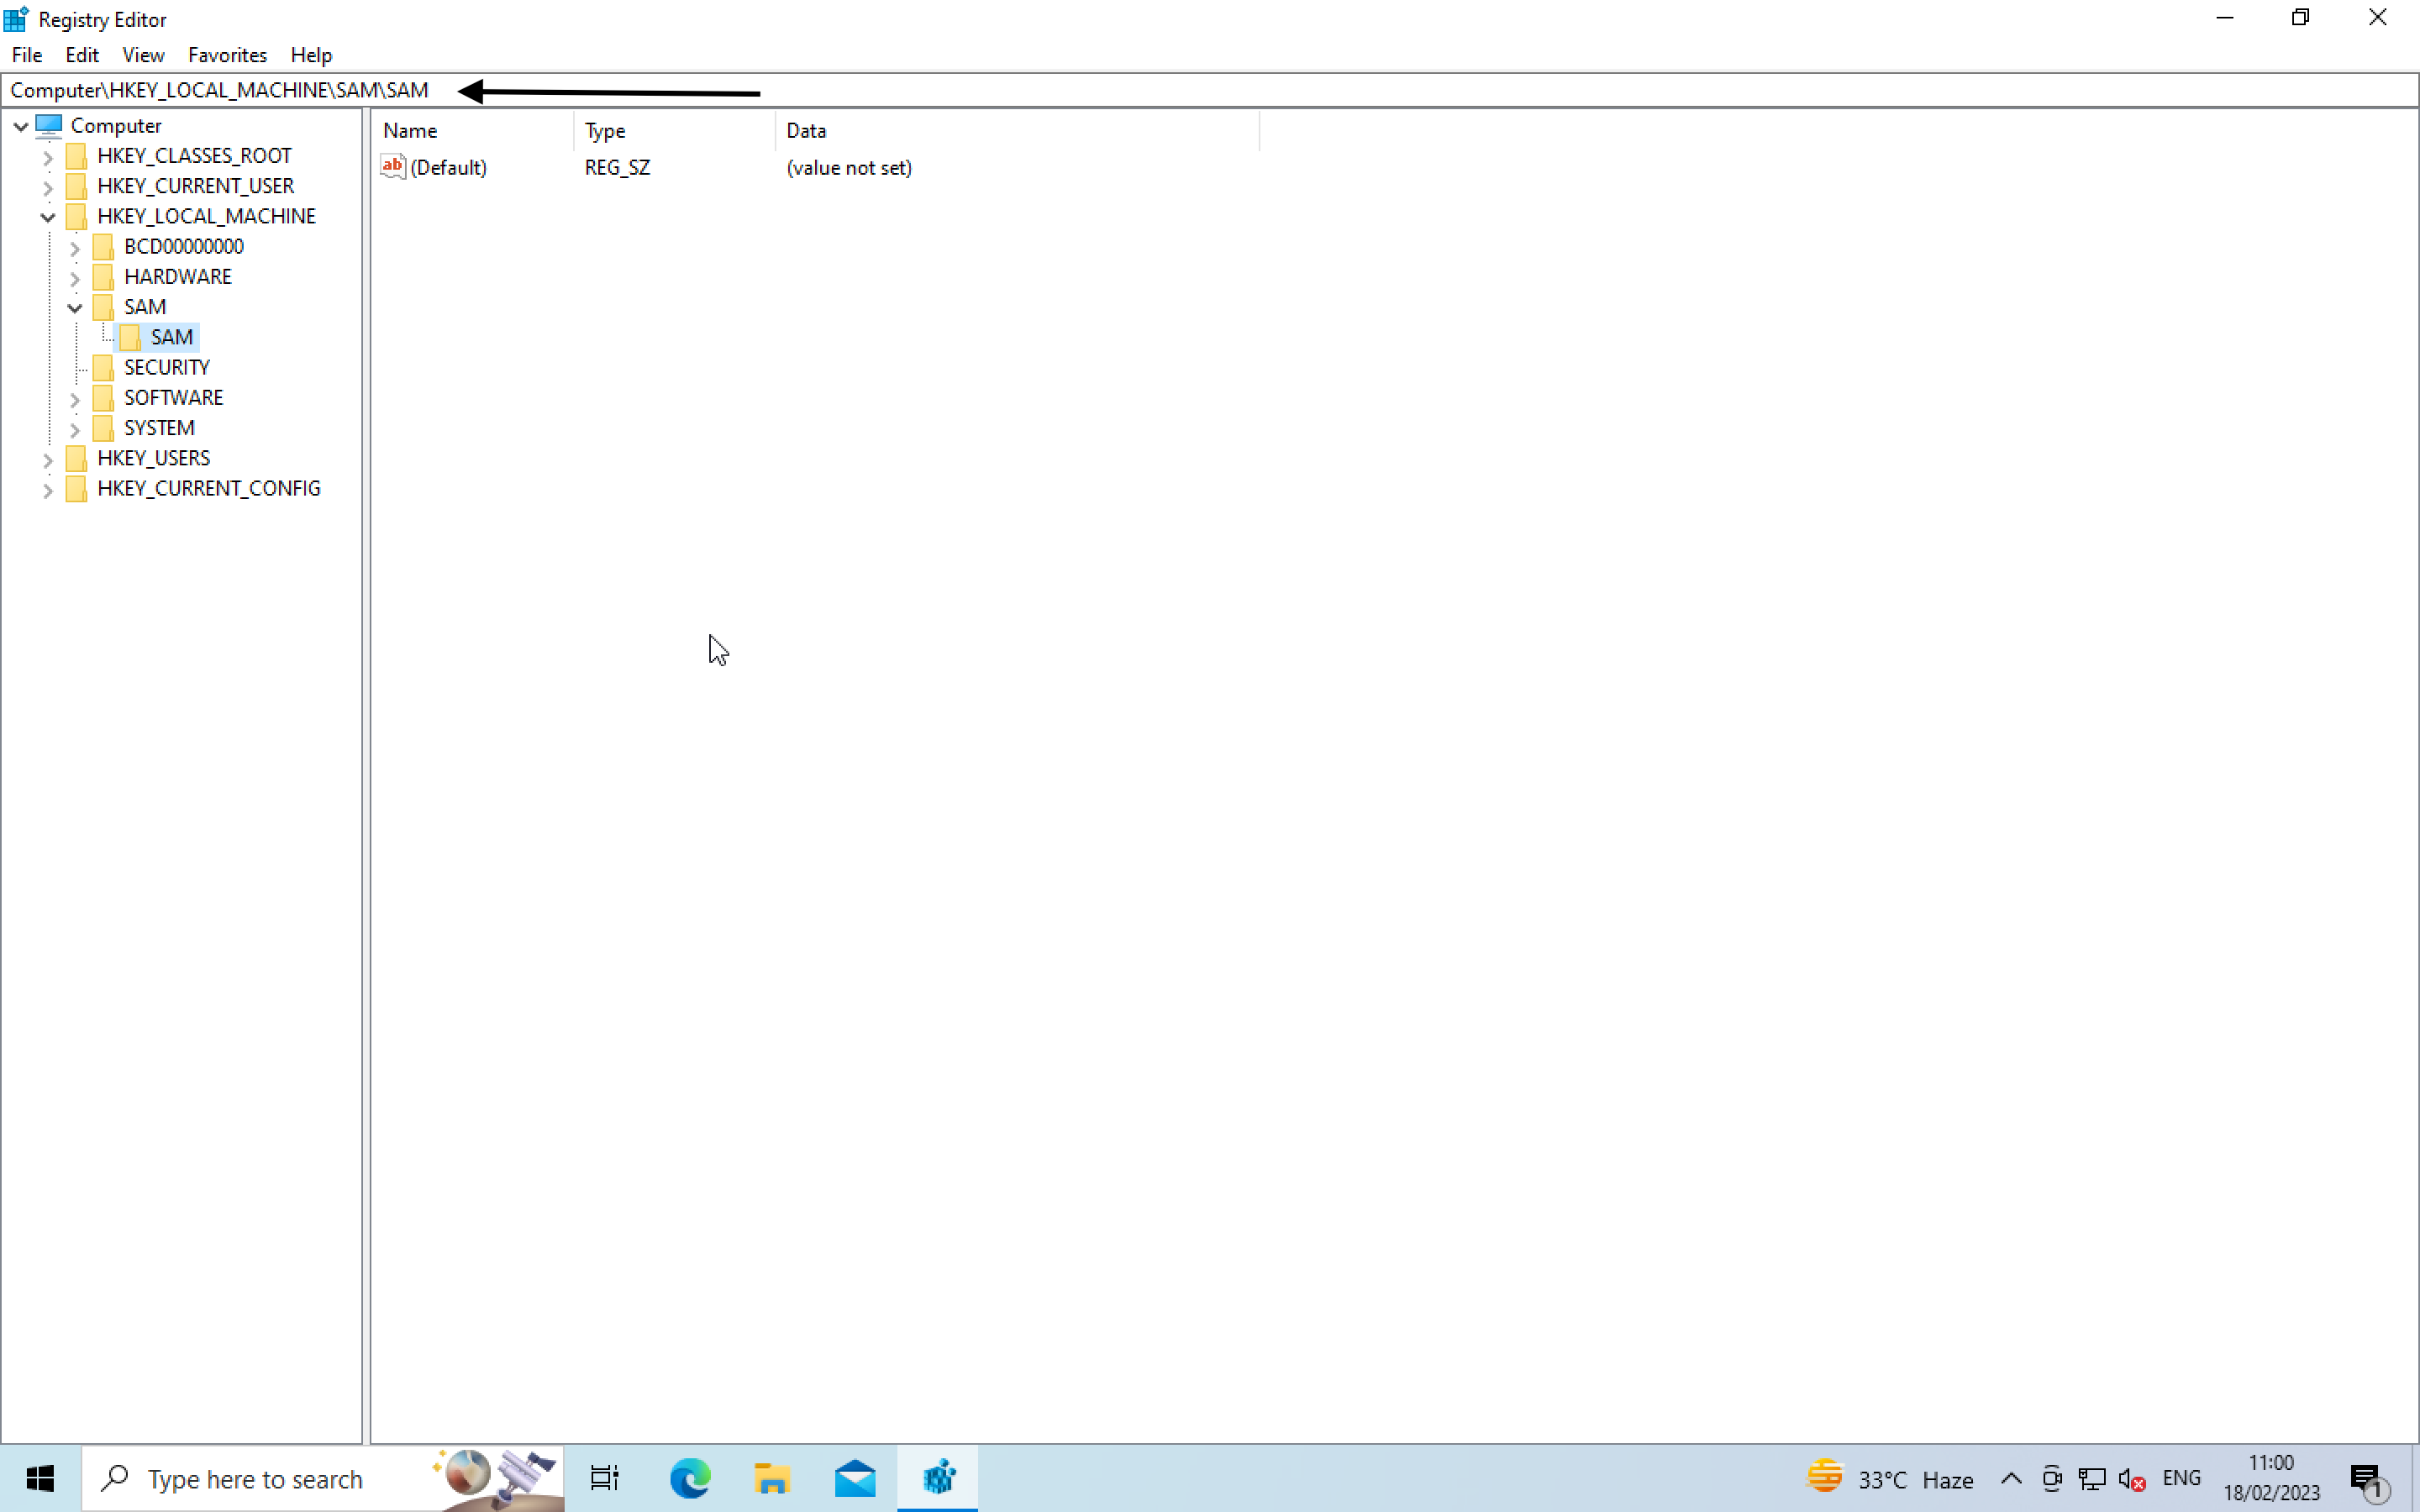 Registry Editor
File Edit View Favorites Help
Computer\HKEY_LOCAL_MACHINE\SAM\SAM
Computer
HKEY_CLASSES_ROOT
HKEY_CURRENT_USER
HKEY_LOCAL_MACHINE
BCD00000000
HARDWARE
SAM
SAM
SECURITY
SOFTWARE
SYSTEM
HKEY_USERS
HKEY_CURRENT_CONFIG
Name Type Data
ab (Default) REG_SZ (value not set)
Type here to search
33°C Haze
ENG
11:00
18/02/2023
1